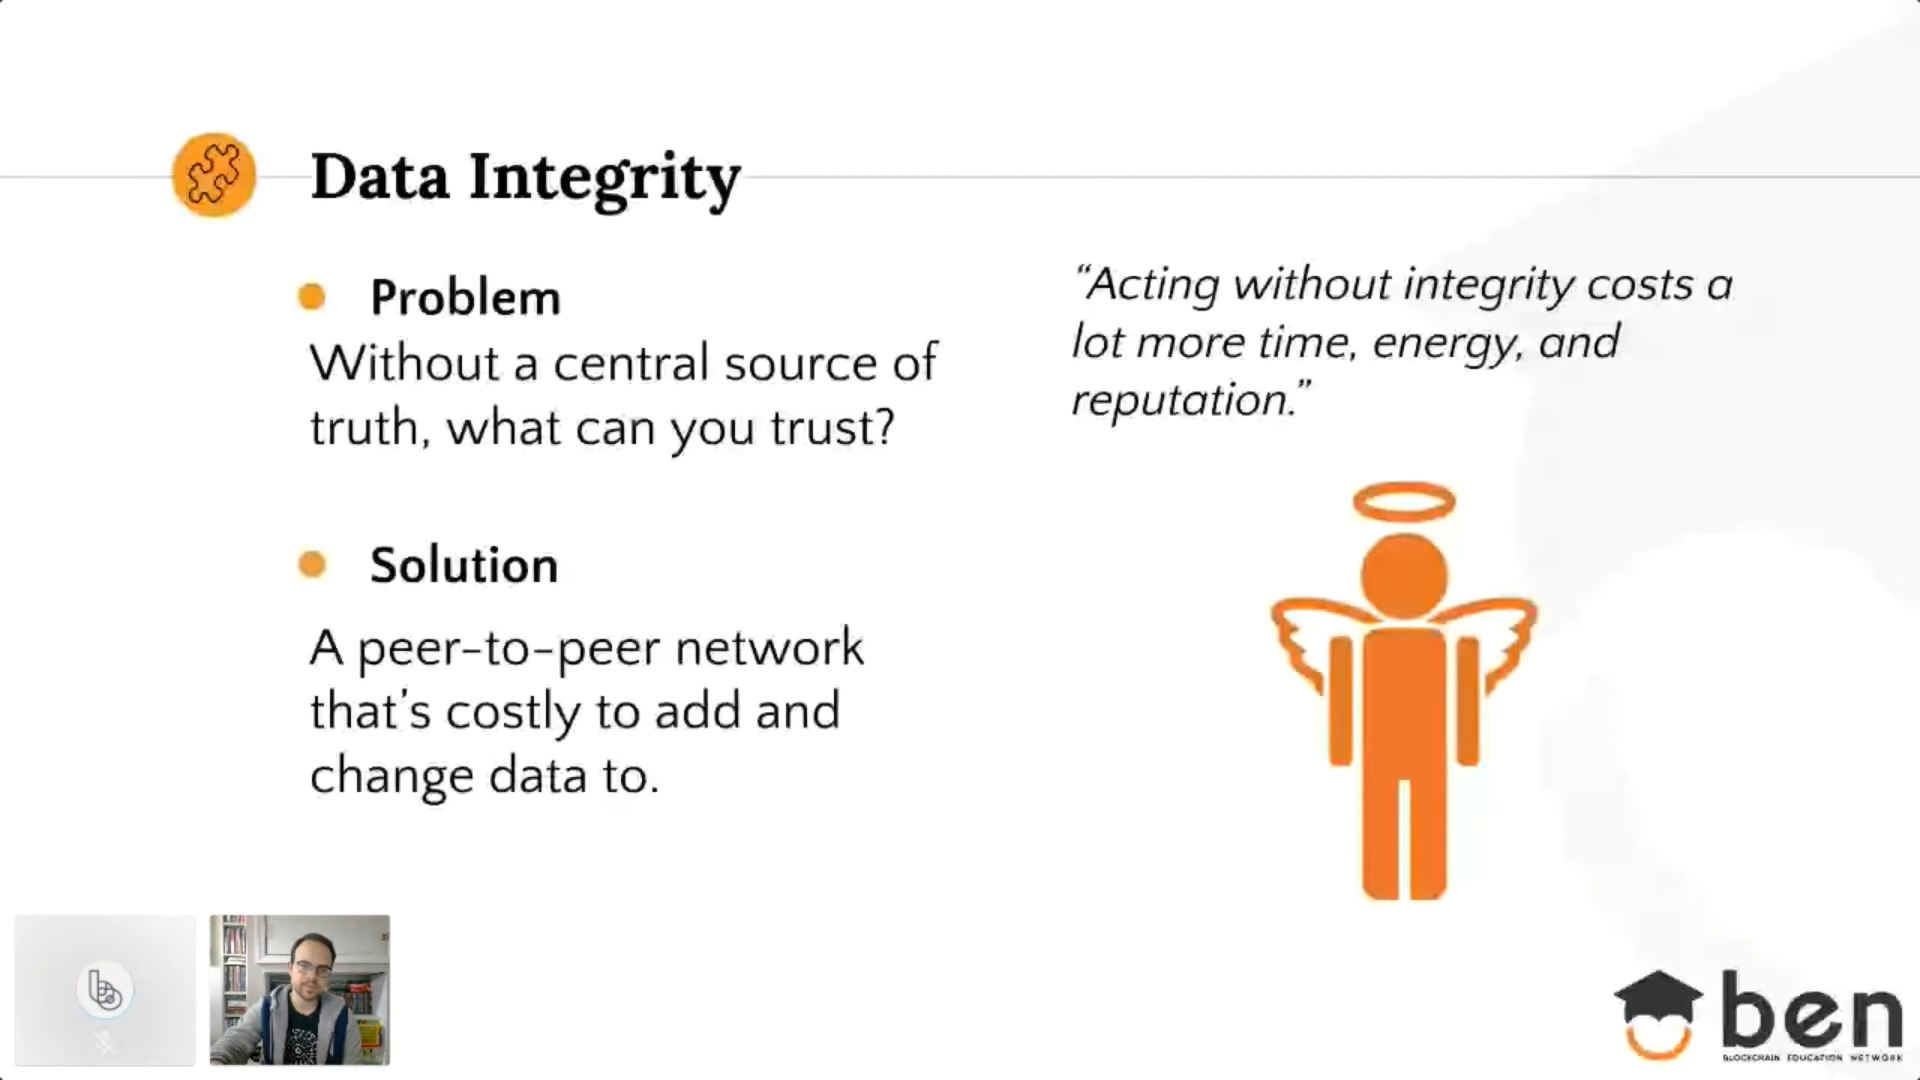 Data Integrity
Problem
Without a central source of
truth, what can you trust?
Solution
A peer-to-peer network
that's costly to add and
change data to.
“Acting without integrity costs a
lot more time, energy, and
reputation.”
ben
BLOCKCHAIN EDUCATION NETWORK